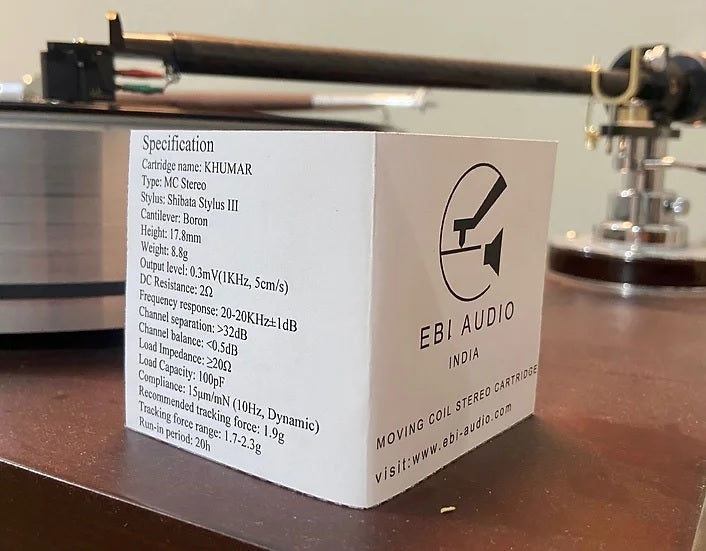 Specification
Cartridge name: KHUMAR
Type: MC Stereo
Stylus: Shibata Stylus III
Cantilever: Boron
Height: 17.8mm
Weight: 8.8g
Output level: 0.3mV(1KHz, 5cm/s)
DC Resistance: 2Ω
Frequency response: 20-20KHz±1dB
Channel separation: >32dB
Channel balance: <0.5dB
Load Impedance: ≥20Ω
Load Capacity: 100pF
Compliance: 15μm/mN (10Hz, Dynamic)
Recommended tracking force: 1.9g
Tracking force range: 1.7-2.3g
Run-in period: 20h
EBI AUDIO
INDIA
MOVING COIL STEREO CARTRIDGE
visit:www.ebi-audio.com